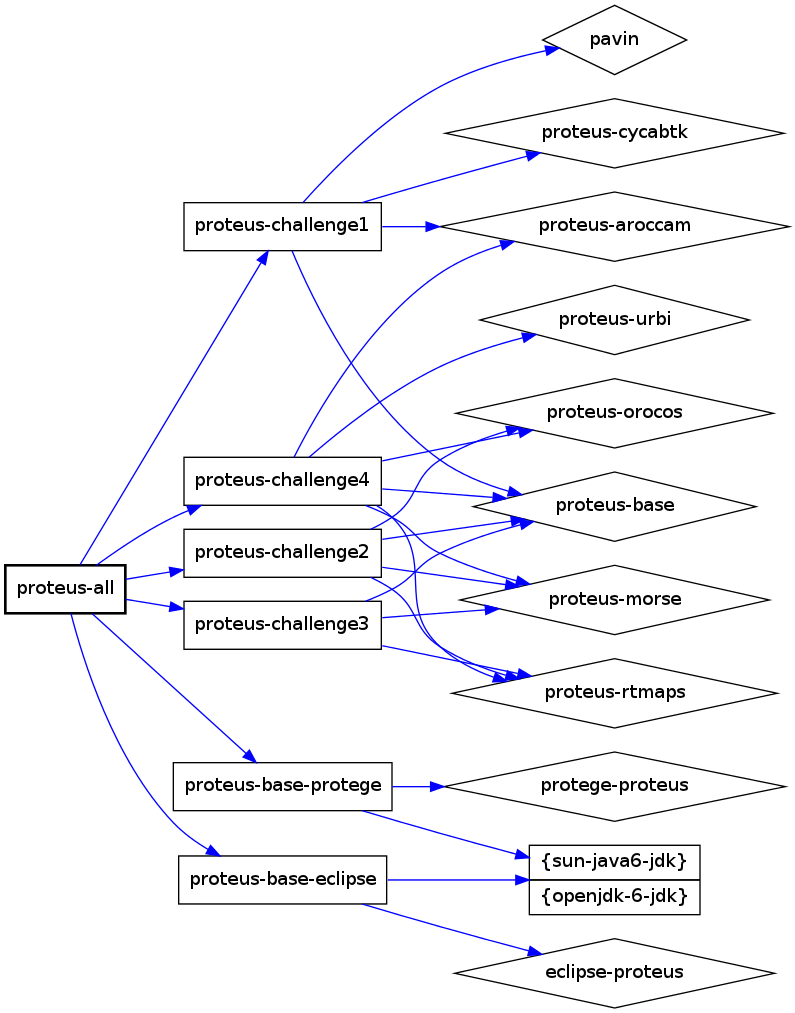 pavin
proteus-cycabtk
proteus-challenge1
proteus-aroccam
proteus-urbi
proteus-orocos
proteus-challenge4
proteus-base
proteus-challenge2
proteus-all
proteus-morse
proteus-challenge3
proteus-rtmaps
proteus-base-protege
protege-proteus
{sun-java6-jdk}
proteus-base-eclipse
{openjdk-6-jdk}
eclipse-proteus